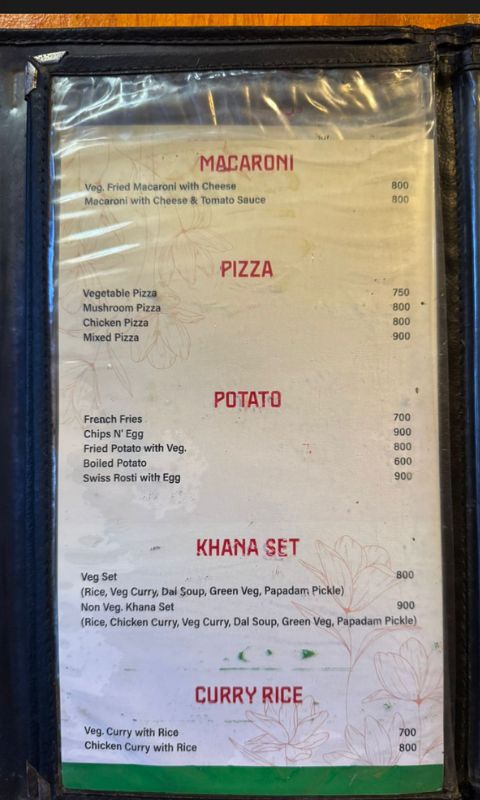 MACARONI
Veg. Fried Macaroni with Cheese 800
Macaroni with Cheese & Tomato Sauce 800
PIZZA
Vegetable Pizza 750
Mushroom Pizza 800
Chicken Pizza 800
Mixed Pizza 900
POTATO
French Fries 700
Chips N' Egg 900
Fried Potato with Veg. 800
Boiled Potato 600
Swiss Rosti with Egg 900
KHANA SET
Veg Set 800
(Rice, Veg Curry, Dal Soup, Green Veg, Papadam Pickle)
Non Veg. Khana Set 900
(Rice, Chicken Curry, Veg Curry, Dal Soup, Green Veg, Papadam Pickle)
CURRY RICE
Veg. Curry with Rice 700
Chicken Curry with Rice 800